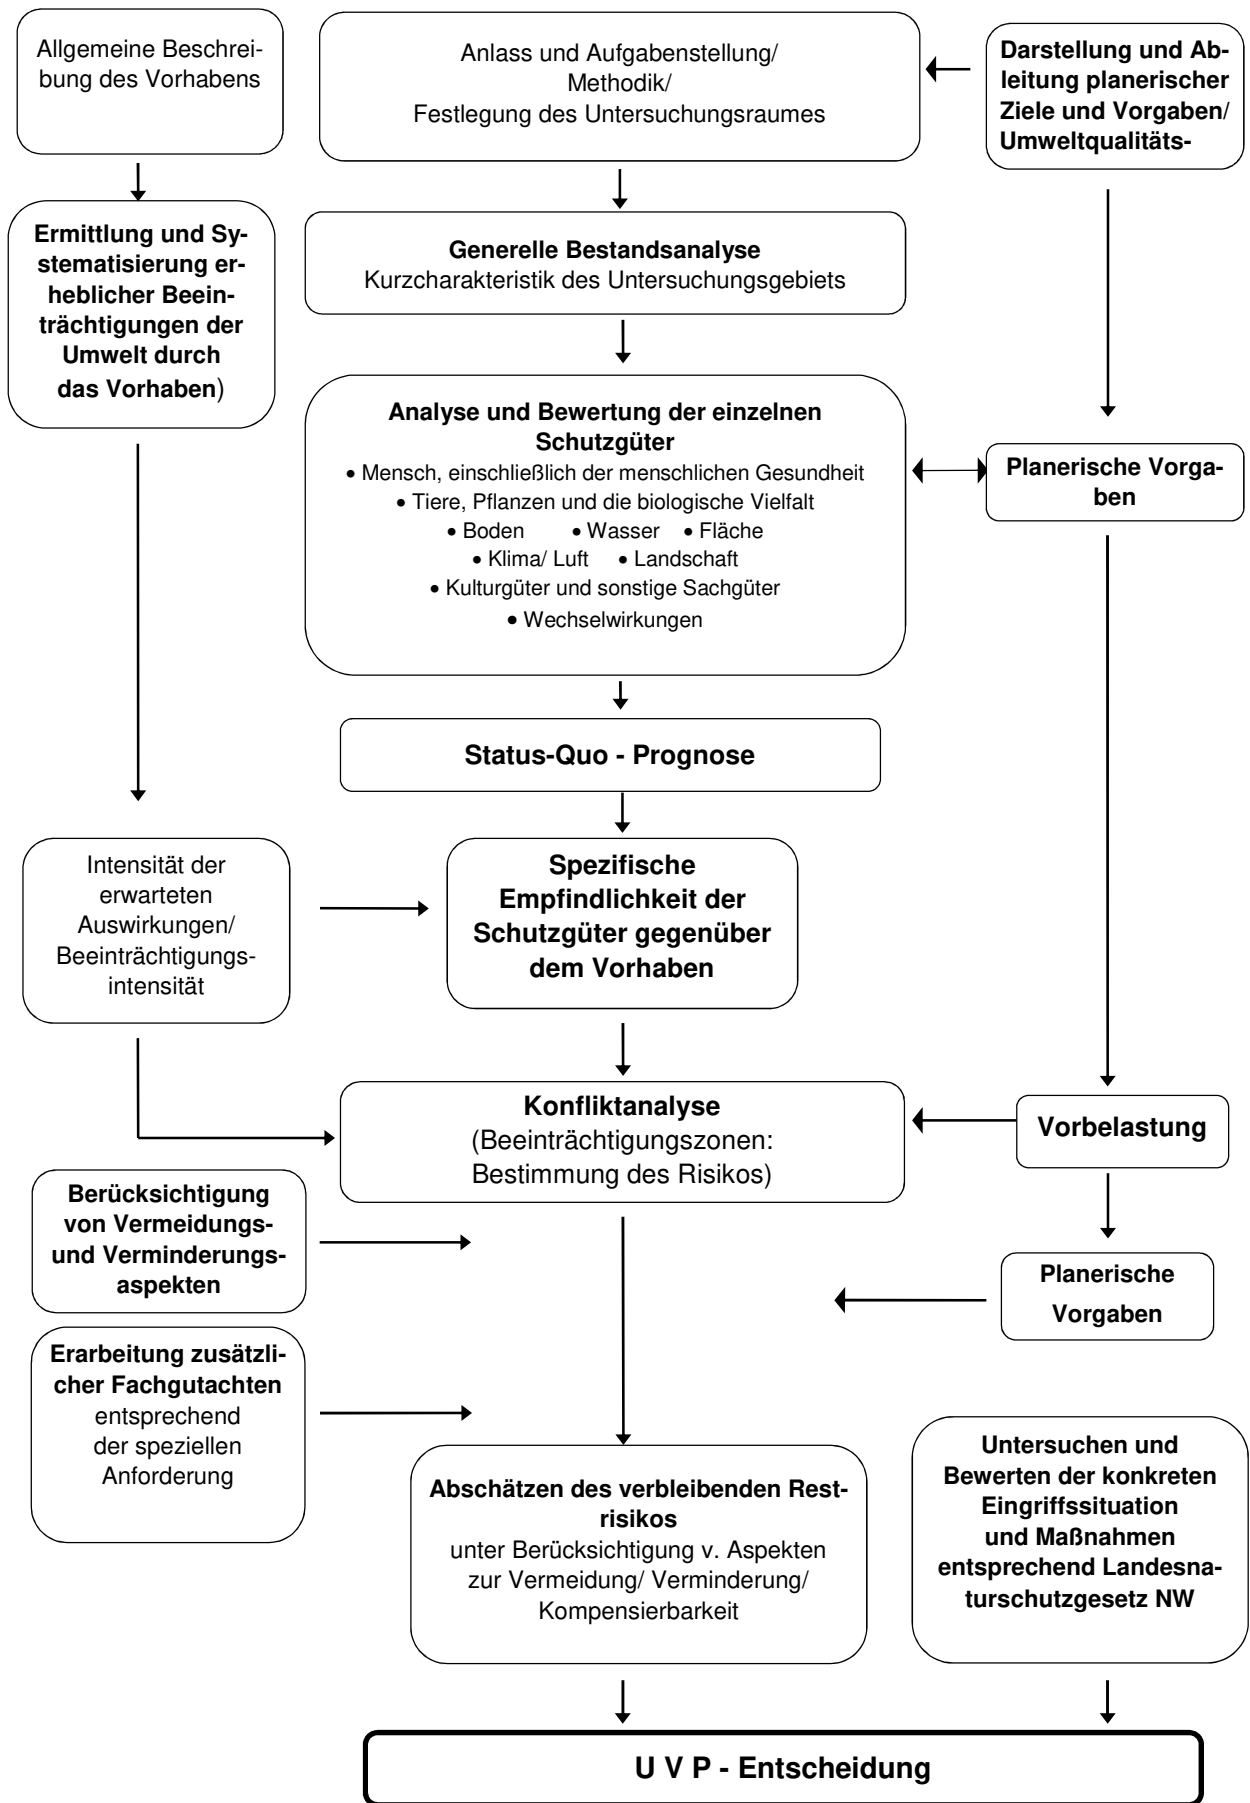 Allgemeine Beschrei-
bung des Vorhabens
Anlass und Aufgabenstellung/
Methodik/
Festlegung des Untersuchungsraumes
Darstellung und Ab-
leitung planerischer
Ziele und Vorgaben/
Umweltqualitäts-
Ermittlung und Sy-
stematisierung er-
heblicher Beein-
trächtigungen der
Umwelt durch
das Vorhaben)
Generelle Bestandsanalyse
Kurzcharakteristik des Untersuchungsgebiets
Analyse und Bewertung der einzelnen
Schutzgüter
• Mensch, einschließlich der menschlichen Gesundheit
• Tiere, Pflanzen und die biologische Vielfalt
• Boden • Wasser • Fläche
• Klima/ Luft • Landschaft
• Kulturgüter und sonstige Sachgüter
• Wechselwirkungen
Planerische Vorga-
ben
Status-Quo - Prognose
Intensität der
erwarteten
Auswirkungen/
Beeinträchtigungs-
intensität
Spezifische
Empfindlichkeit der
Schutzgüter gegenüber
dem Vorhaben
Konfliktanalyse
(Beeinträchtigungszonen:
Bestimmung des Risikos)
Vorbelastung
Berücksichtigung
von Vermeidungs-
und Verminderungs-
aspekten
Planerische
Vorgaben
Erarbeitung zusätzli-
cher Fachgutachten
entsprechend
der speziellen
Anforderung
Abschätzen des verbleibenden Rest-
risikos
unter Berücksichtigung v. Aspekten
zur Vermeidung/ Verminderung/
Kompensierbarkeit
Untersuchen und
Bewerten der konkreten
Eingriffssituation
und Maßnahmen
entsprechend Landesna-
turschutzgesetz NW
U V P - Entscheidung